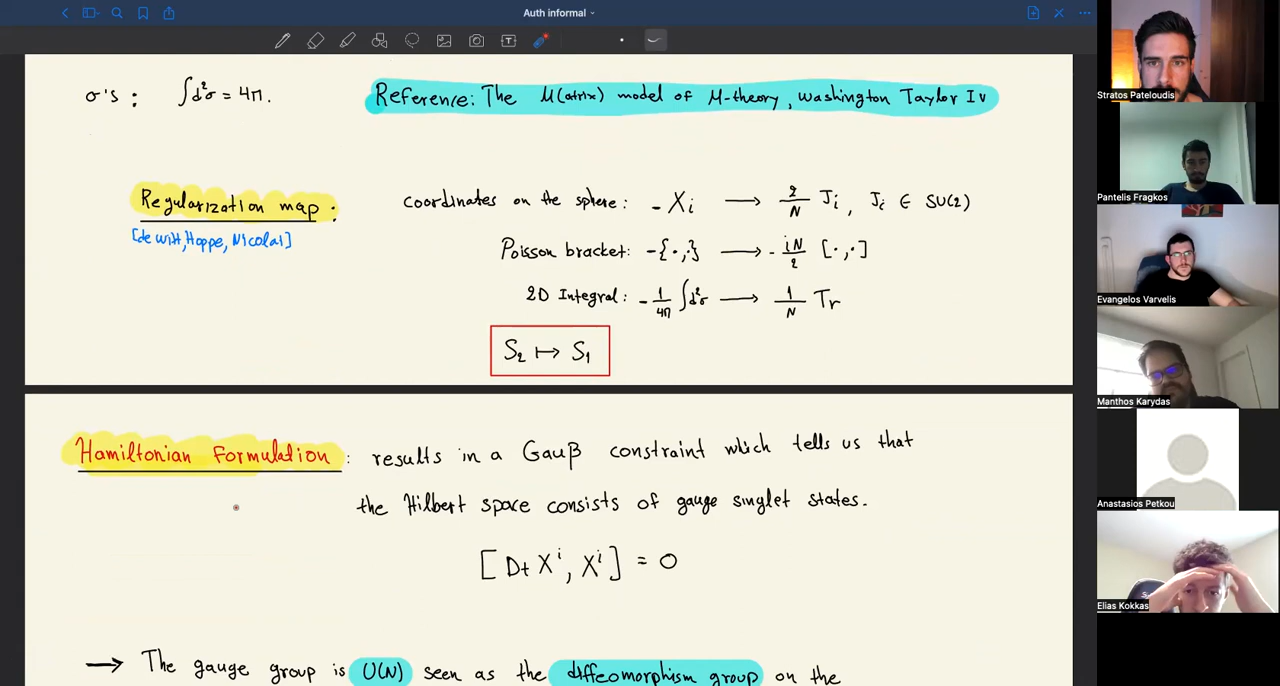 Auth informal
σ's : ∫d²σ = 4π.
Reference: The M(atrix) model of M-theory, Washington Taylor IV
Regularization map :
[de Witt, Hoppe, Nicolai]
coordinates on the sphere: - Xi → 2/N Ji, Ji ∈ SU(2)
Poisson bracket: - {·,·} → - iN/2 [·,·]
2D Integral: - 1/4π ∫d²σ → 1/N Tr
S₂ ↦ S₁
Hamiltonian Formulation : results in a Gauβ constraint which tells us that
the Hilbert space consists of gauge singlet states.
[Dt Xⁱ, Xⁱ] = 0
→ The gauge group is U(N) seen as the diffeomorphism group on the
Stratos Pateloudis
Pantelis Fragkos
Evangelos Varvelis
Manthos Karydas
Anastasios Petkou
Elias Kokkas